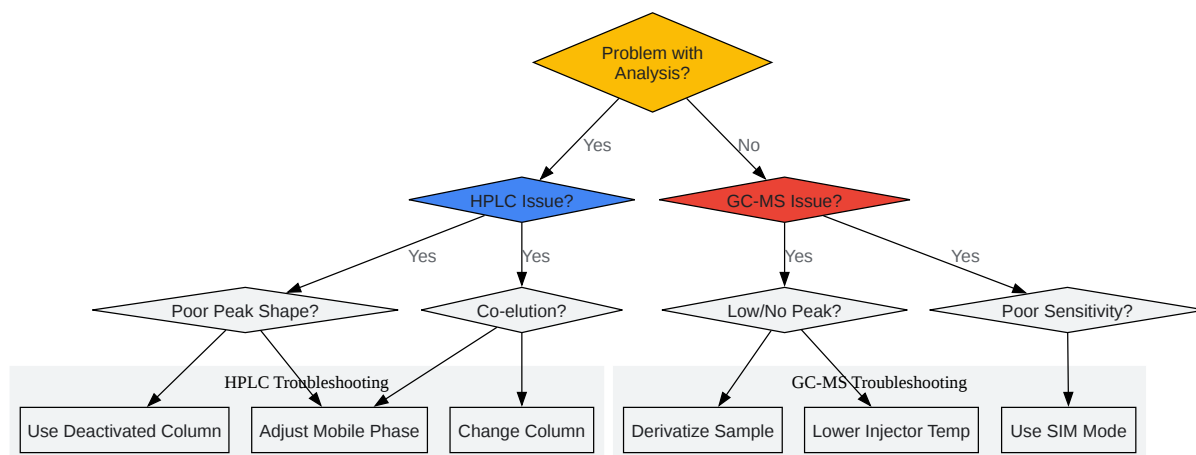 Problem with
Analysis?
Yes
No
HPLC Issue?
GC-MS Issue?
Yes
Yes
Yes
Yes
Poor Peak Shape?
Co-elution?
Low/No Peak?
Poor Sensitivity?
HPLC Troubleshooting
GC-MS Troubleshooting
Use Deactivated Column
Adjust Mobile Phase
Change Column
Derivatize Sample
Lower Injector Temp
Use SIM Mode